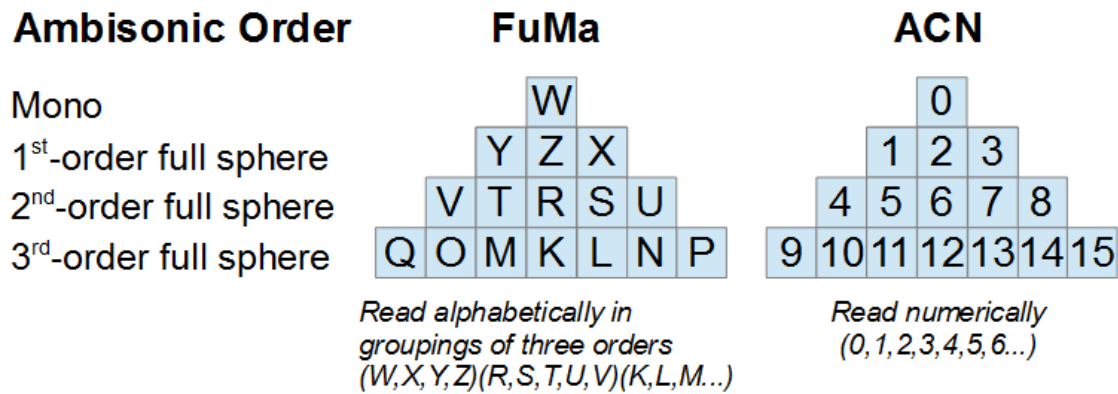 Ambisonic Order FuMa ACN
Mono W 0
1st-order full sphere Y Z X 1 2 3
2nd-order full sphere V T R S U 4 5 6 7 8
3rd-order full sphere Q O M K L N P 9 10 11 12 13 14 15
Read alphabetically in Read numerically
groupings of three orders (0,1,2,3,4,5,6...)
(W,X,Y,Z)(R,S,T,U,V)(K,L,M...)